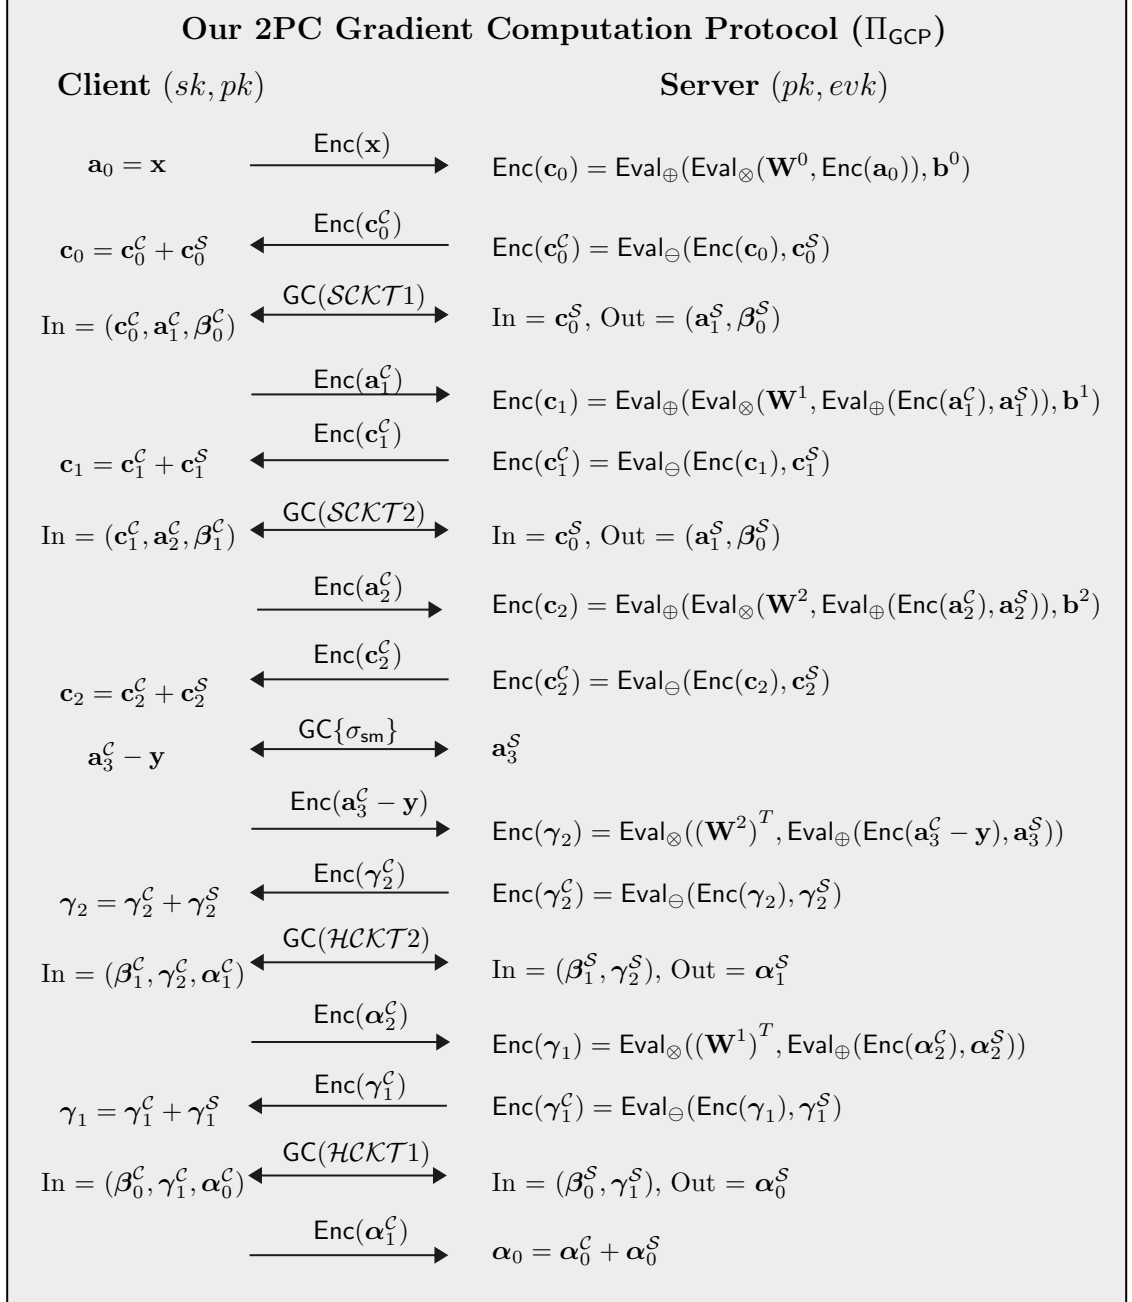 Our 2PC Gradient Computation Protocol (Π_GCP)
Client (sk, pk) Server (pk, evk)
a_0 = x Enc(x) Enc(c_0) = Eval_⊕(Eval_⊗(W^0, Enc(a_0)), b^0)
c_0 = c_0^C + c_0^S Enc(c_0^C) Enc(c_0^C) = Eval_⊖(Enc(c_0), c_0^S)
In = (c_0^C, a_1^C, β_0^C) GC(SCKT1) In = c_0^S, Out = (a_1^S, β_0^S)
Enc(a_1^C) Enc(c_1) = Eval_⊕(Eval_⊗(W^1, Eval_⊕(Enc(a_1^C), a_1^S)), b^1)
c_1 = c_1^C + c_1^S Enc(c_1^C) Enc(c_1^C) = Eval_⊖(Enc(c_1), c_1^S)
In = (c_1^C, a_2^C, β_1^C) GC(SCKT2) In = c_0^S, Out = (a_1^S, β_0^S)
Enc(a_2^C) Enc(c_2) = Eval_⊕(Eval_⊗(W^2, Eval_⊕(Enc(a_2^C), a_2^S)), b^2)
c_2 = c_2^C + c_2^S Enc(c_2^C) Enc(c_2^C) = Eval_⊖(Enc(c_2), c_2^S)
a_3^C − y GC{σ_sm} a_3^S
Enc(a_3^C − y) Enc(γ_2) = Eval_⊗((W^2)^T, Eval_⊕(Enc(a_3^C − y), a_3^S))
γ_2 = γ_2^C + γ_2^S Enc(γ_2^C) Enc(γ_2^C) = Eval_⊖(Enc(γ_2), γ_2^S)
In = (β_1^C, γ_2^C, α_1^C) GC(HCKT2) In = (β_1^S, γ_2^S), Out = α_1^S
Enc(α_2^C) Enc(γ_1) = Eval_⊗((W^1)^T, Eval_⊕(Enc(α_2^C), α_2^S))
γ_1 = γ_1^C + γ_1^S Enc(γ_1^C) Enc(γ_1^C) = Eval_⊖(Enc(γ_1), γ_1^S)
In = (β_0^C, γ_1^C, α_0^C) GC(HCKT1) In = (β_0^S, γ_1^S), Out = α_0^S
Enc(α_1^C) α_0 = α_0^C + α_0^S